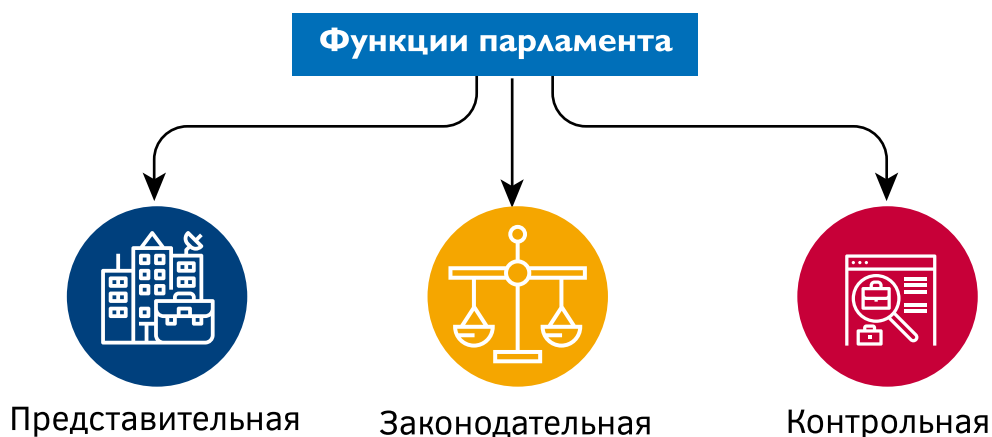 Функции парламента
Представительная
Законодательная
Контрольная